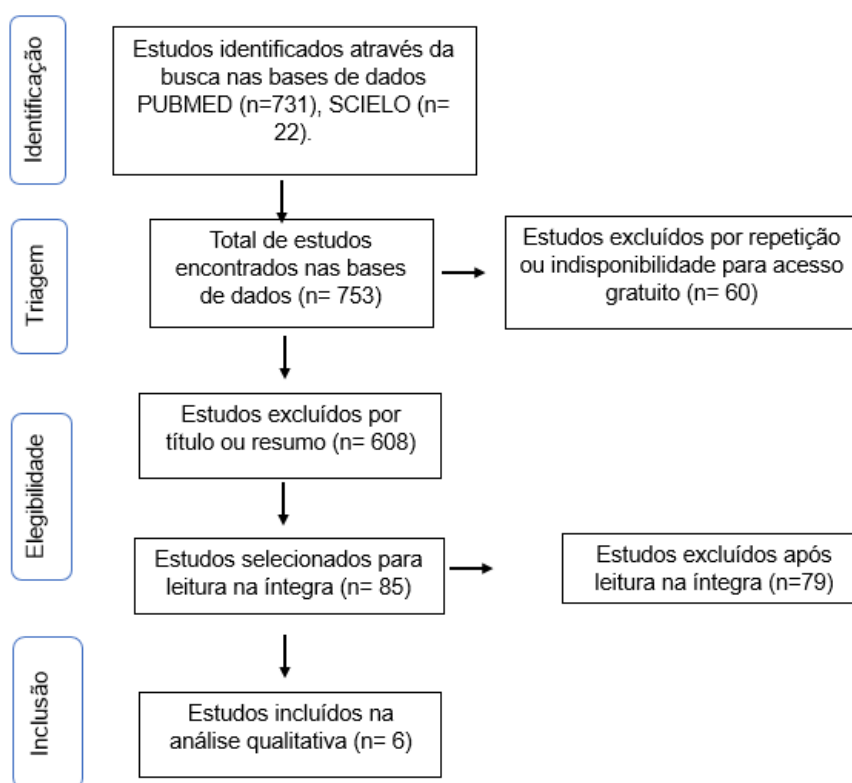 Identificação
Estudos identificados através da
busca nas bases de dados
PUBMED (n=731), SCIELO (n=
22).
Triagem
Total de estudos
encontrados nas bases
de dados (n= 753)
Estudos excluídos por repetição
ou indisponibilidade para acesso
gratuito (n= 60)
Elegibilidade
Estudos excluídos por
título ou resumo (n= 608)
Estudos selecionados para
leitura na íntegra (n= 85)
Estudos excluídos após
leitura na íntegra (n=79)
Inclusão
Estudos incluídos na
análise qualitativa (n= 6)